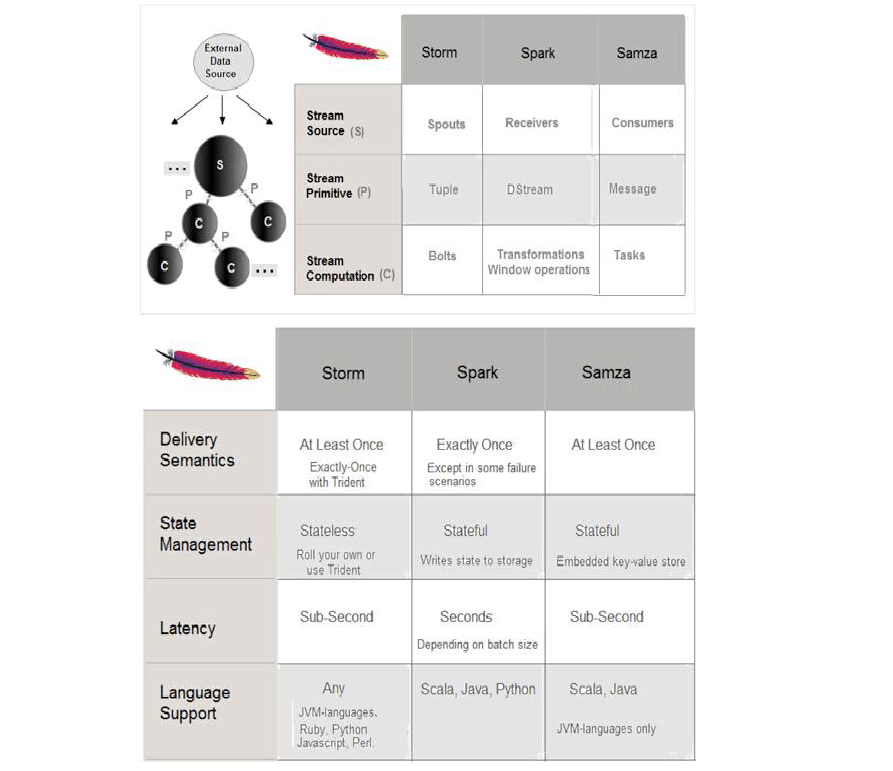 External
Data
Source
...
S
P
P
C
C
P
P
C
C
...
Storm
Spark
Samza
Stream
Source (S)
Spouts
Receivers
Consumers
Stream
Primitive (P)
Tuple
DStream
Message
Stream
Computation (C)
Bolts
Transformations
Window operations
Tasks
Storm
Spark
Samza
Delivery
Semantics
At Least Once
Exactly-Once
with Trident
Exactly Once
Except in some failure
scenarios
At Least Once
State
Management
Stateless
Roll your own or
use Trident
Stateful
Writes state to storage
Stateful
Embedded key-value store
Latency
Sub-Second
Seconds
Depending on batch size
Sub-Second
Language
Support
Any
JVM-languages.
Ruby. Python
Javascript, Perl.
Scala, Java, Python
Scala, Java
JVM-languages only